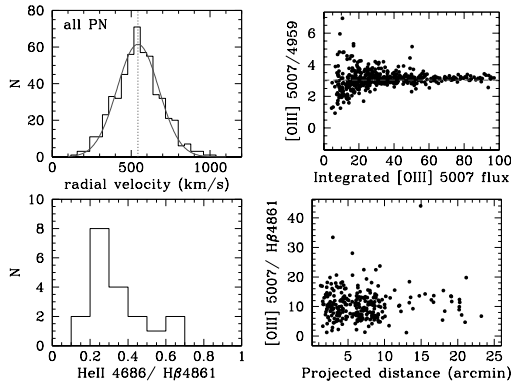 all PN
80
60
40
20
0
N
0 400 800 1200
radial velocity (km/s)
6
4
2
0
[OIII] 5007/4959
0 20 40 60 80 100
Integrated [OIII] 5007 flux
10
8
6
4
2
0
N
0 0.2 0.4 0.6 0.8 1
HeII 4686/ Hβ4861
40
30
20
10
0
[OIII] 5007/ Hβ4861
5 10 15 20 25
Projected distance (arcmin)